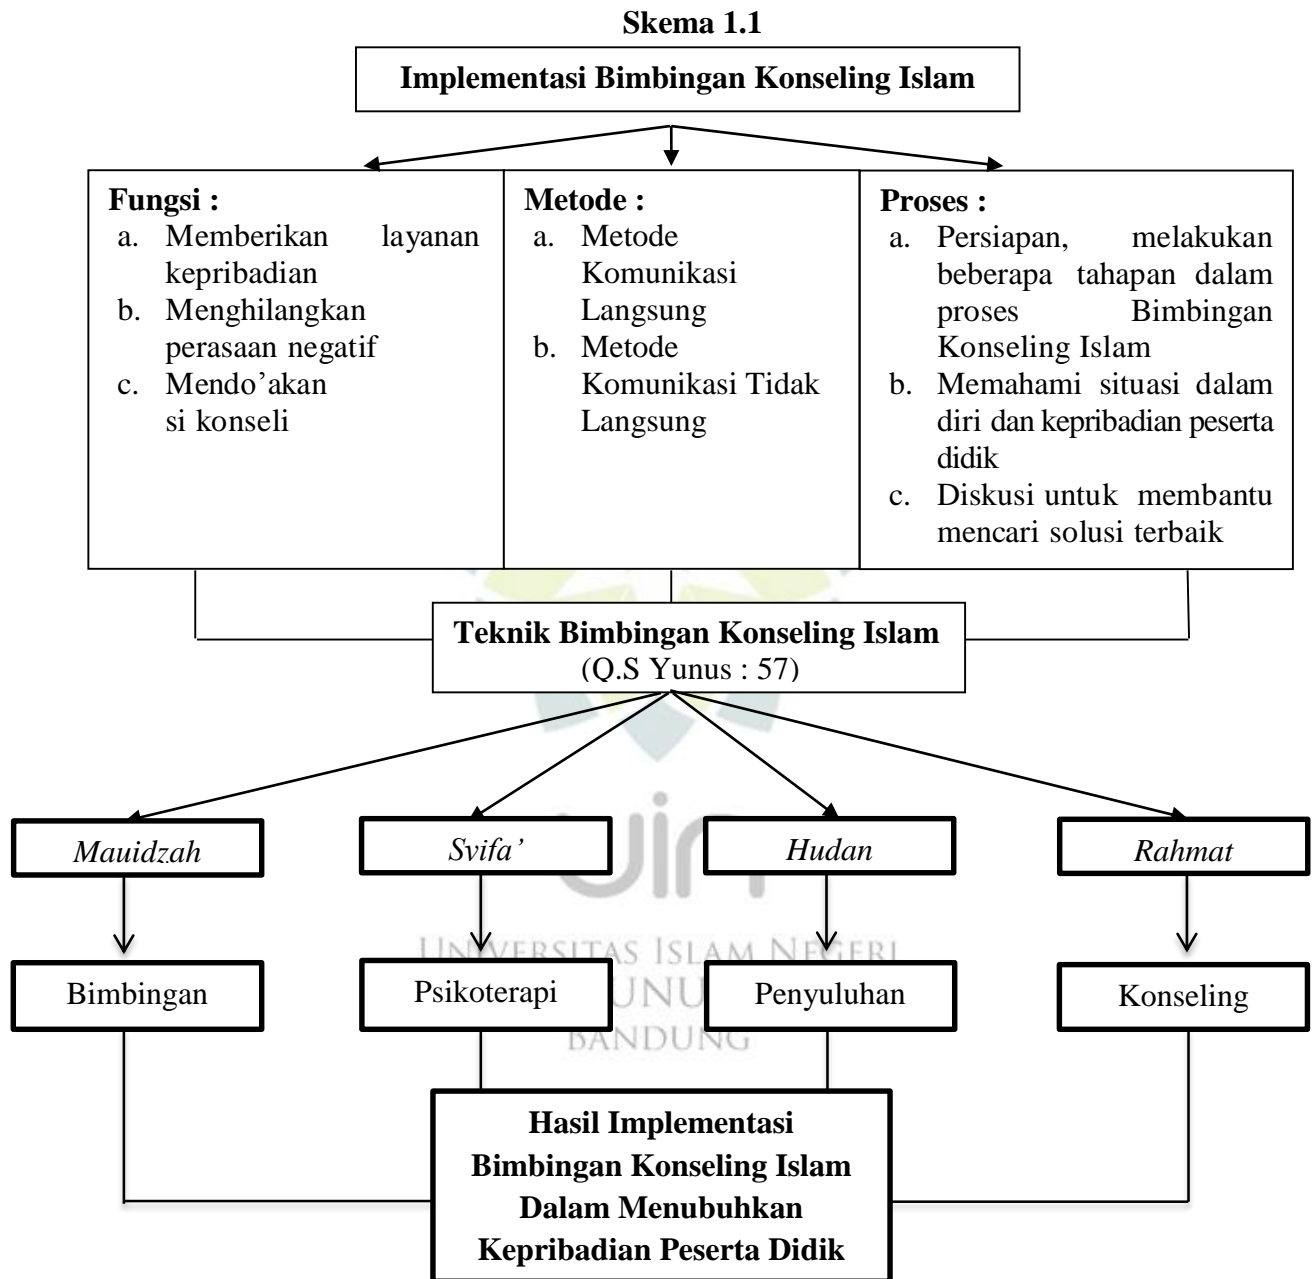 Skema 1.1
Implementasi Bimbingan Konseling Islam
Fungsi :
a. Memberikan layanan
kepribadian
b. Menghilangkan
perasaan negatif
c. Mendo’akan
si konseli
Metode :
a. Metode
Komunikasi
Langsung
b. Metode
Komunikasi Tidak
Langsung
Proses :
a. Persiapan, melakukan
beberapa tahapan dalam
proses Bimbingan
Konseling Islam
b. Memahami situasi dalam
diri dan kepribadian peserta
didik
c. Diskusi untuk membantu
mencari solusi terbaik
Teknik Bimbingan Konseling Islam
(Q.S Yunus : 57)
Mauidzah
Syifa’
Hudan
Rahmat
uin
UNIVERSITAS ISLAM NEGERI
BANDUNG
Bimbingan
Psikoterapi
Penyuluhan
Konseling
Hasil Implementasi
Bimbingan Konseling Islam
Dalam Menubuhkan
Kepribadian Peserta Didik